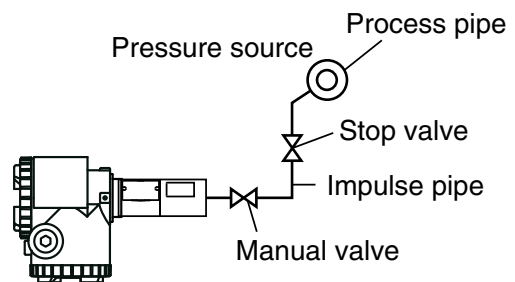 Process pipe
Pressure source
Stop valve
Impulse pipe
Manual valve